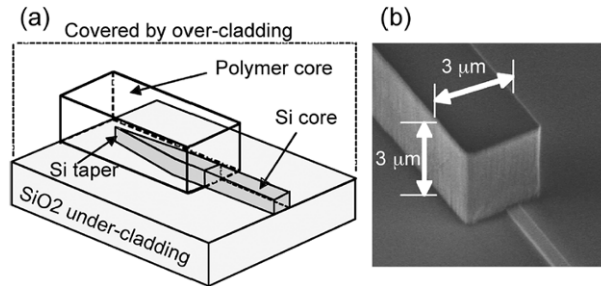 (a)
Covered by over-cladding
Polymer core
Si core
Si taper
SiO2 under-cladding
(b)
3 μm
3 μm